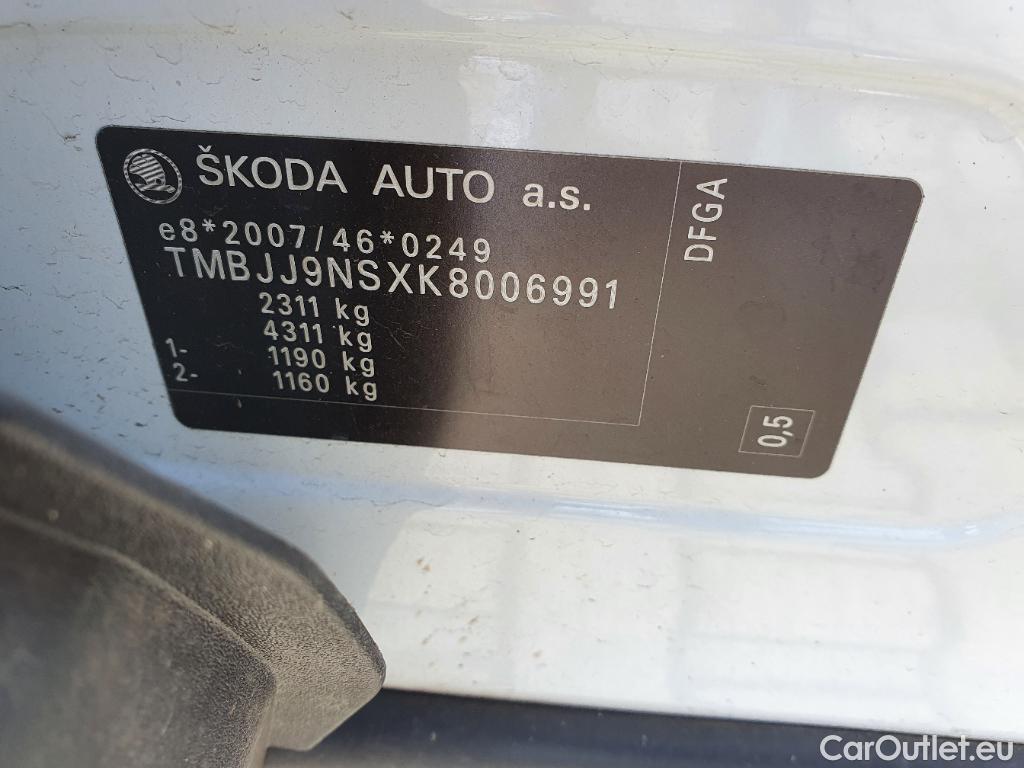 ŠKODA AUTO a.s.
e8*2007/46*0249
TMBJJ9NSXK8006991
2311 kg
4311 kg
1- 1190 kg
2- 1160 kg
DFGA
0,5
CarOutlet.eu